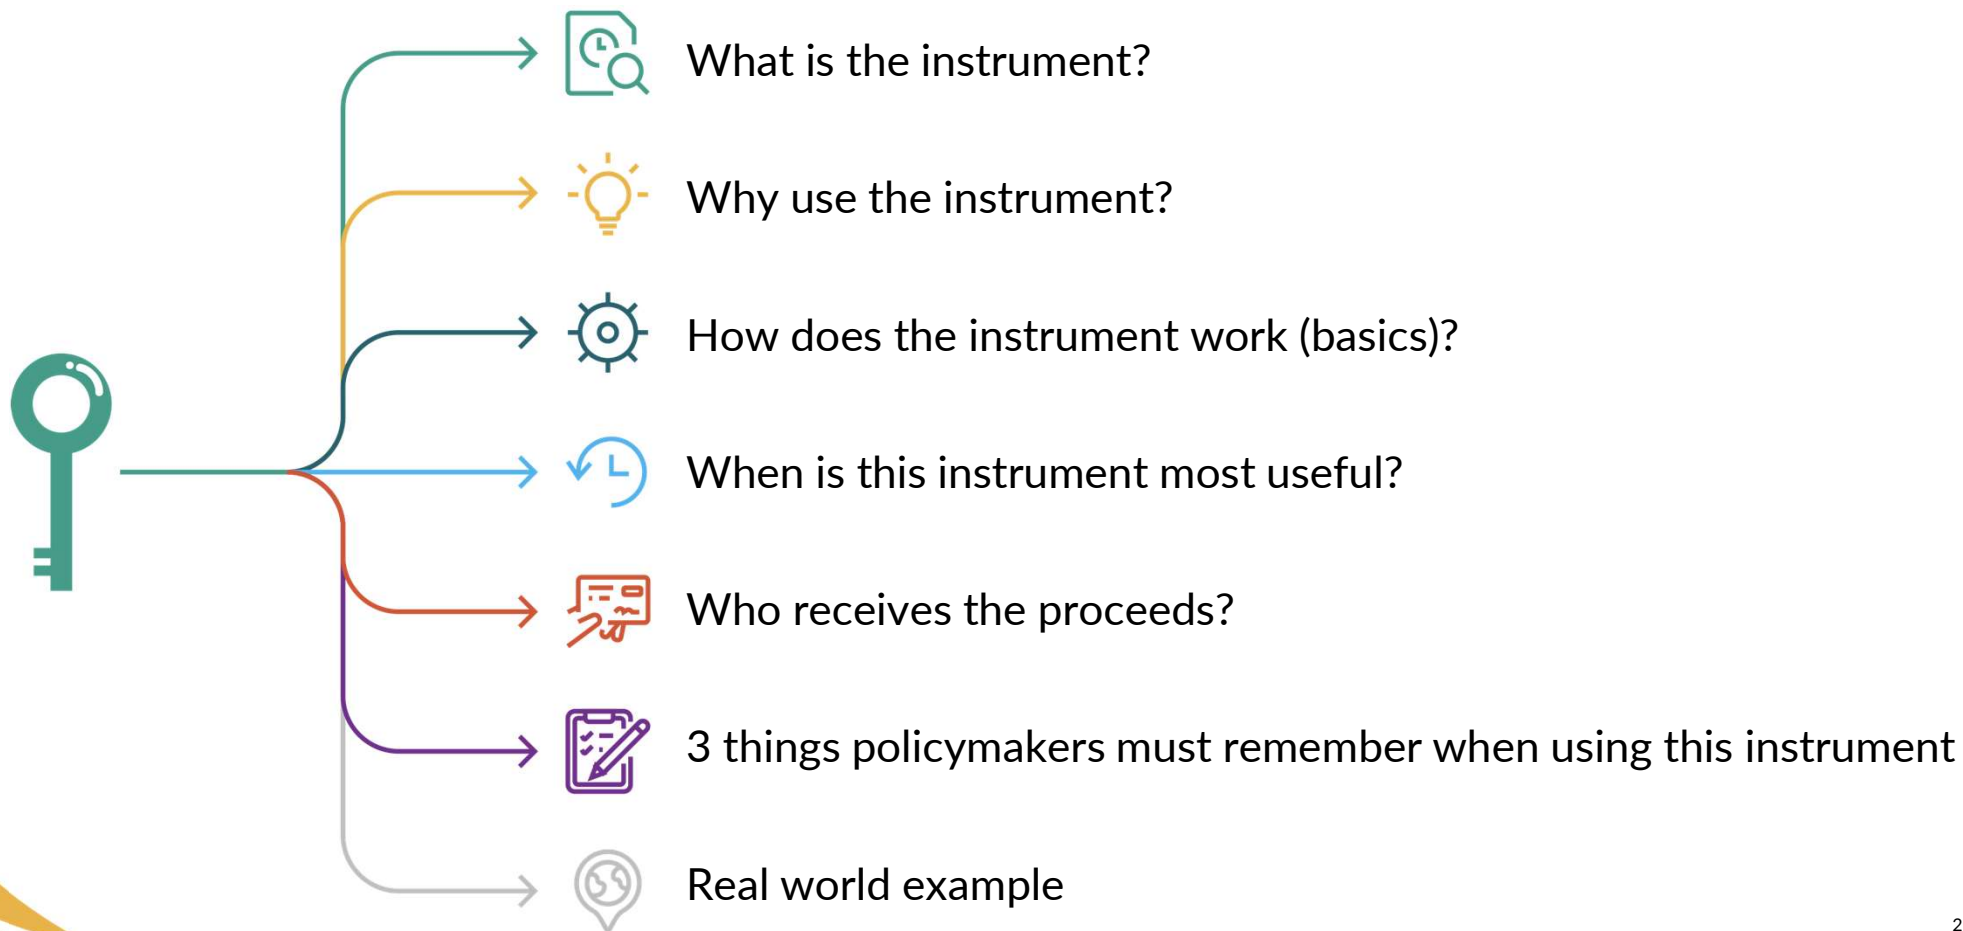 What is the instrument?
Why use the instrument?
How does the instrument work (basics)?
When is this instrument most useful?
Who receives the proceeds?
3 things policymakers must remember when using this instrument
Real world example
2